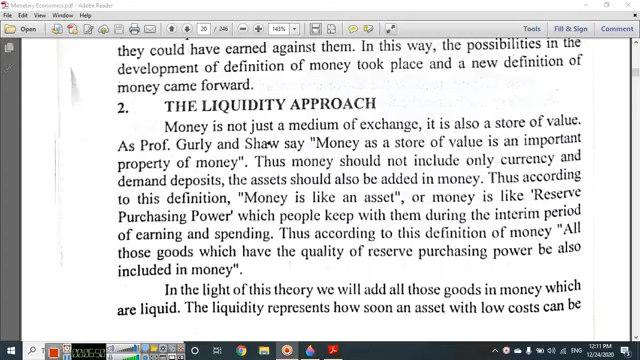 Monetary Economics.pdf - Adobe Reader
File Edit View Window Help
Open 20 / 246 143% Tools Fill & Sign Comment
they could have earned against them. In this way, the possibilities in the
development of definition of money took place and a new definition of
money came forward.
2. THE LIQUIDITY APPROACH
Money is not just a medium of exchange, it is also a store of value.
As Prof. Gurly and Shaw say "Money as a store of value is an important
property of money". Thus money should not include only currency and
demand deposits, the assets should also be added in money. Thus according
to this definition, "Money is like an asset", or money is like 'Reserve
Purchasing Power' which people keep with them during the interim period
of earning and spending. Thus according to this definition of money "All
those goods which have the quality of reserve purchasing power be also
included in money".
In the light of this theory we will add all those goods in money which
are liquid. The liquidity represents how soon an asset with low costs can be
ENG 12:11 PM
12/24/2020